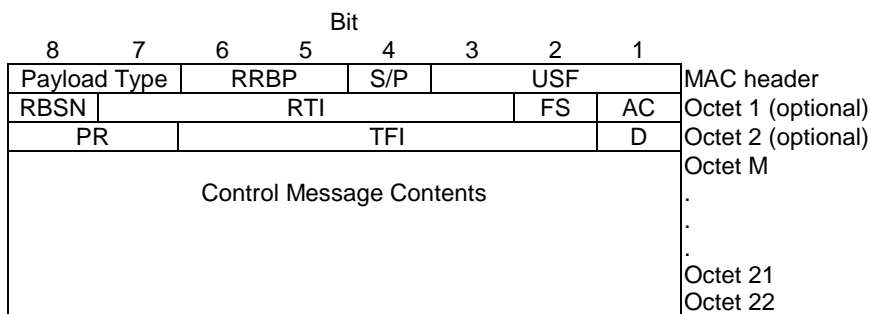 Bit
8 7 6 5 4 3 2 1
Payload Type RRBP S/P USF MAC header
RBSN RTI FS AC Octet 1 (optional)
PR TFI D Octet 2 (optional)
Octet M
Control Message Contents .
.
.
Octet 21
Octet 22